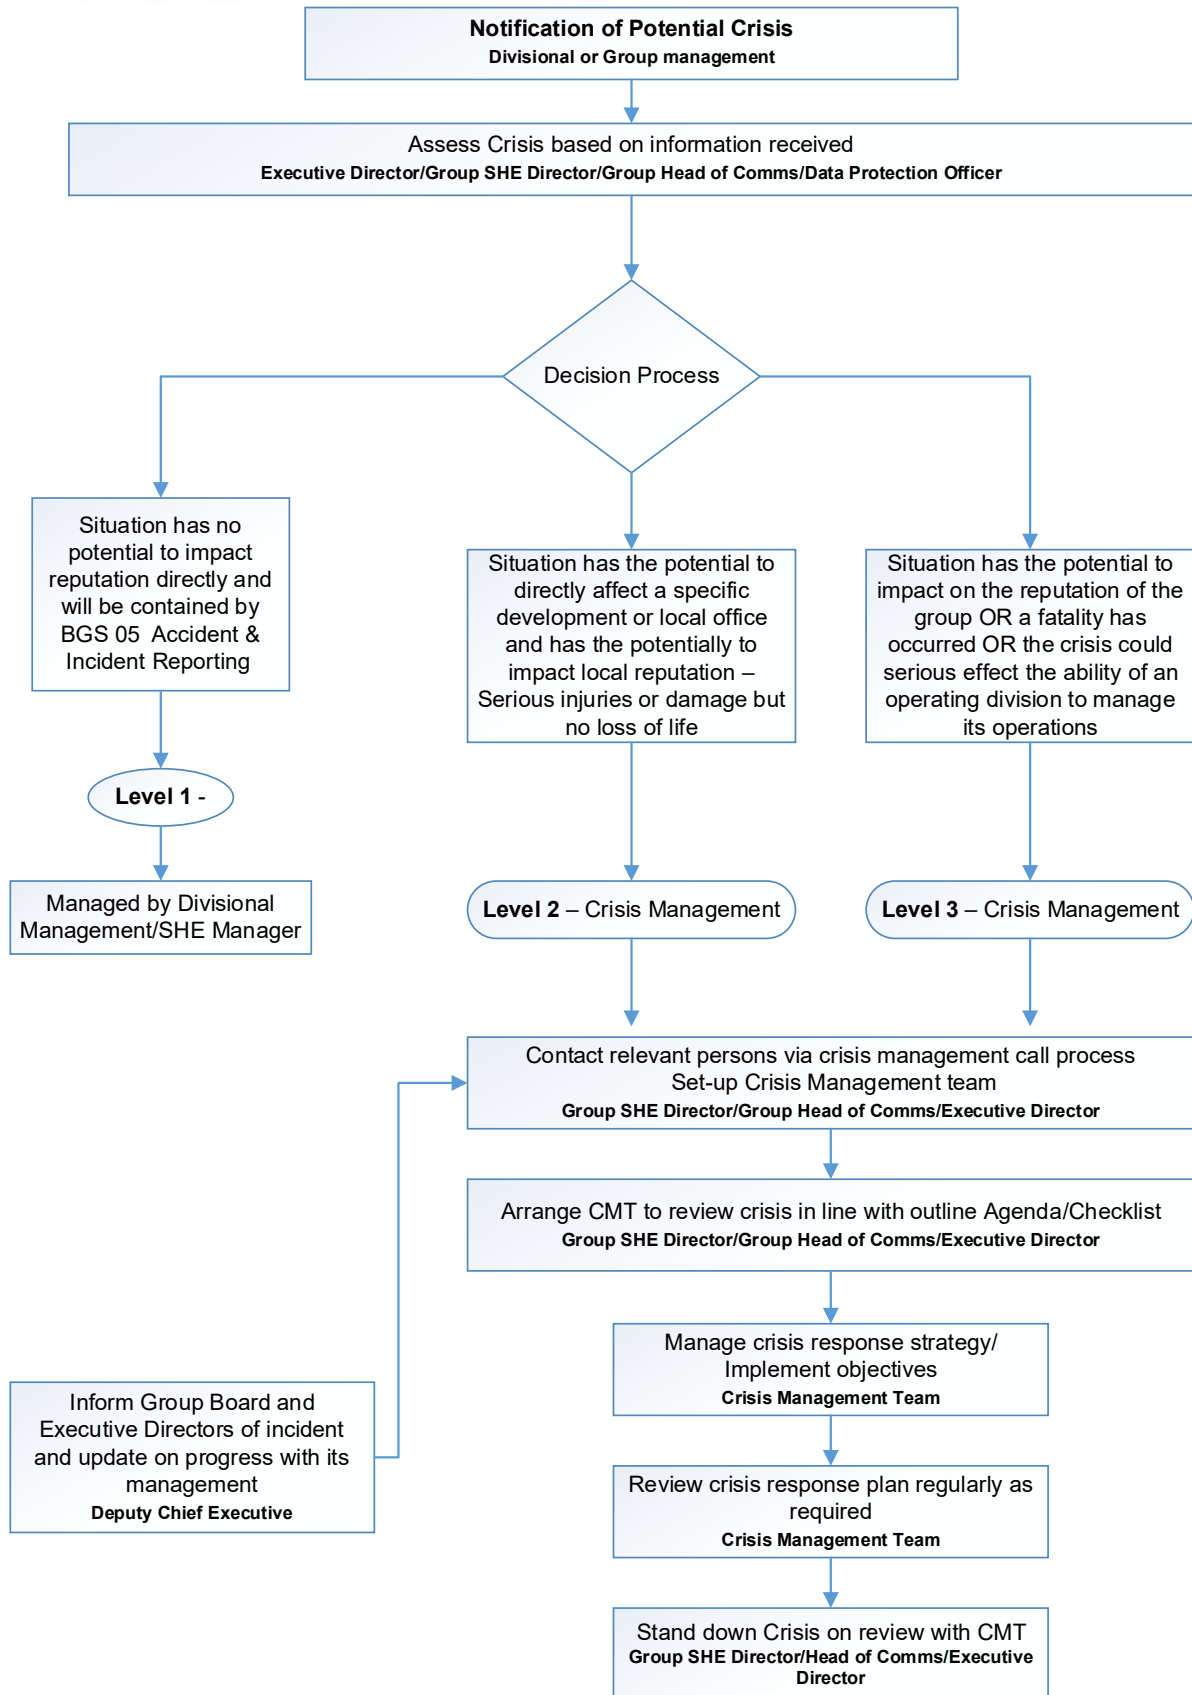 Notification of Potential Crisis
Divisional or Group management
Assess Crisis based on information received
Executive Director/Group SHE Director/Group Head of Comms/Data Protection Officer
Decision Process
Situation has no
potential to impact
reputation directly and
will be contained by
BGS 05  Accident &
Incident Reporting
Situation has the potential to
directly affect a specific
development or local office
and has the potentially to
impact local reputation –
Serious injuries or damage but
no loss of life
Situation has the potential to
impact on the reputation of the
group OR a fatality has
occurred OR the crisis could
serious effect the ability of an
operating division to manage
its operations
Level 1 -
Managed by Divisional
Management/SHE Manager
Level 2 – Crisis Management
Level 3 – Crisis Management
Contact relevant persons via crisis management call process
Set-up Crisis Management team
Group SHE Director/Group Head of Comms/Executive Director
Arrange CMT to review crisis in line with outline Agenda/Checklist
Group SHE Director/Group Head of Comms/Executive Director
Manage crisis response strategy/
Implement objectives
Crisis Management Team
Inform Group Board and
Executive Directors of incident
and update on progress with its
management
Deputy Chief Executive
Review crisis response plan regularly as
required
Crisis Management Team
Stand down Crisis on review with CMT
Group SHE Director/Head of Comms/Executive
Director